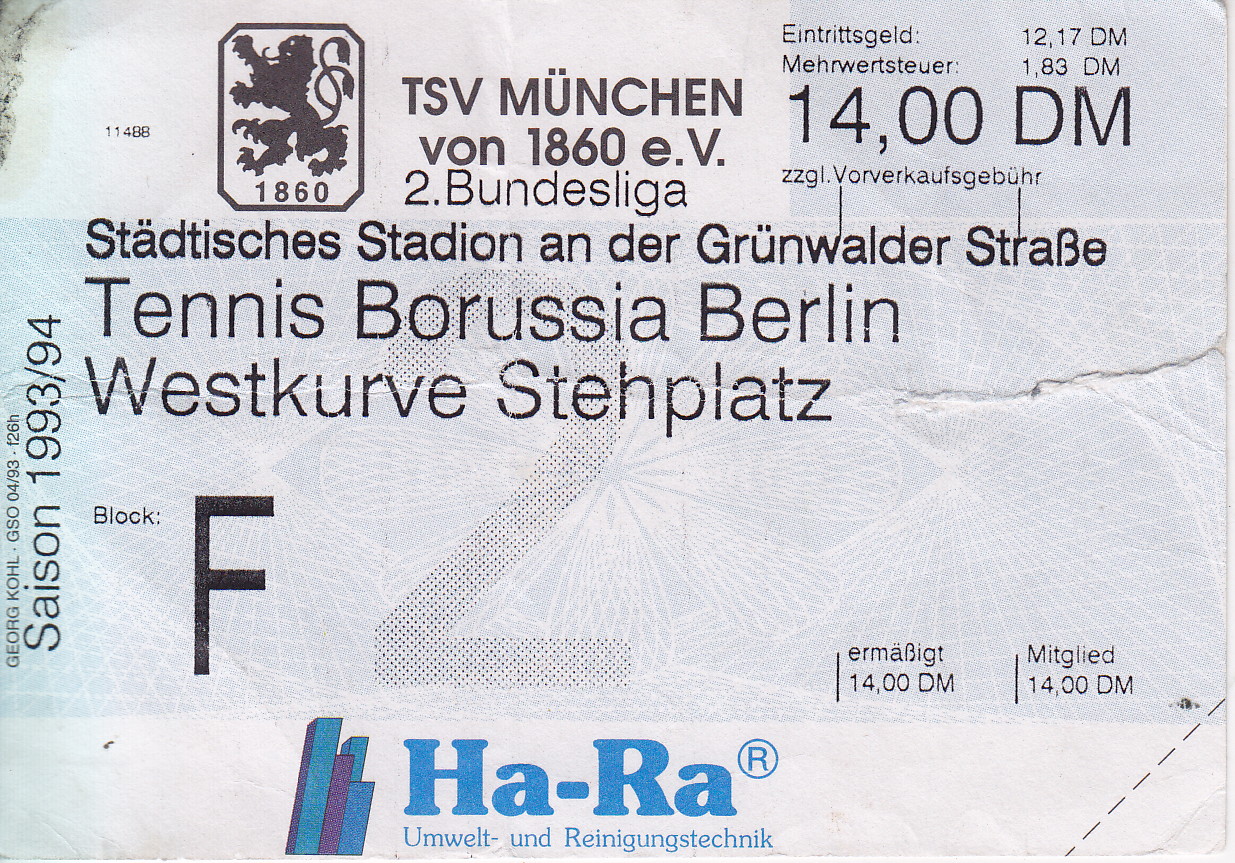 11488
1860
TSV MÜNCHEN
von 1860 e.V.
2.Bundesliga
Eintrittsgeld: 12,17 DM
Mehrwertsteuer: 1,83 DM
14,00 DM
zzgl.Vorverkaufsgebühr
Städtisches Stadion an der Grünwalder Straße
Tennis Borussia Berlin
Westkurve Stehplatz
2
Block: F
ermäßigt
14,00 DM
Mitglied
14,00 DM
Saison 1993/94
GEORG KOHL · GSO 04/93 · f26h
Ha-Ra®
Umwelt- und Reinigungstechnik